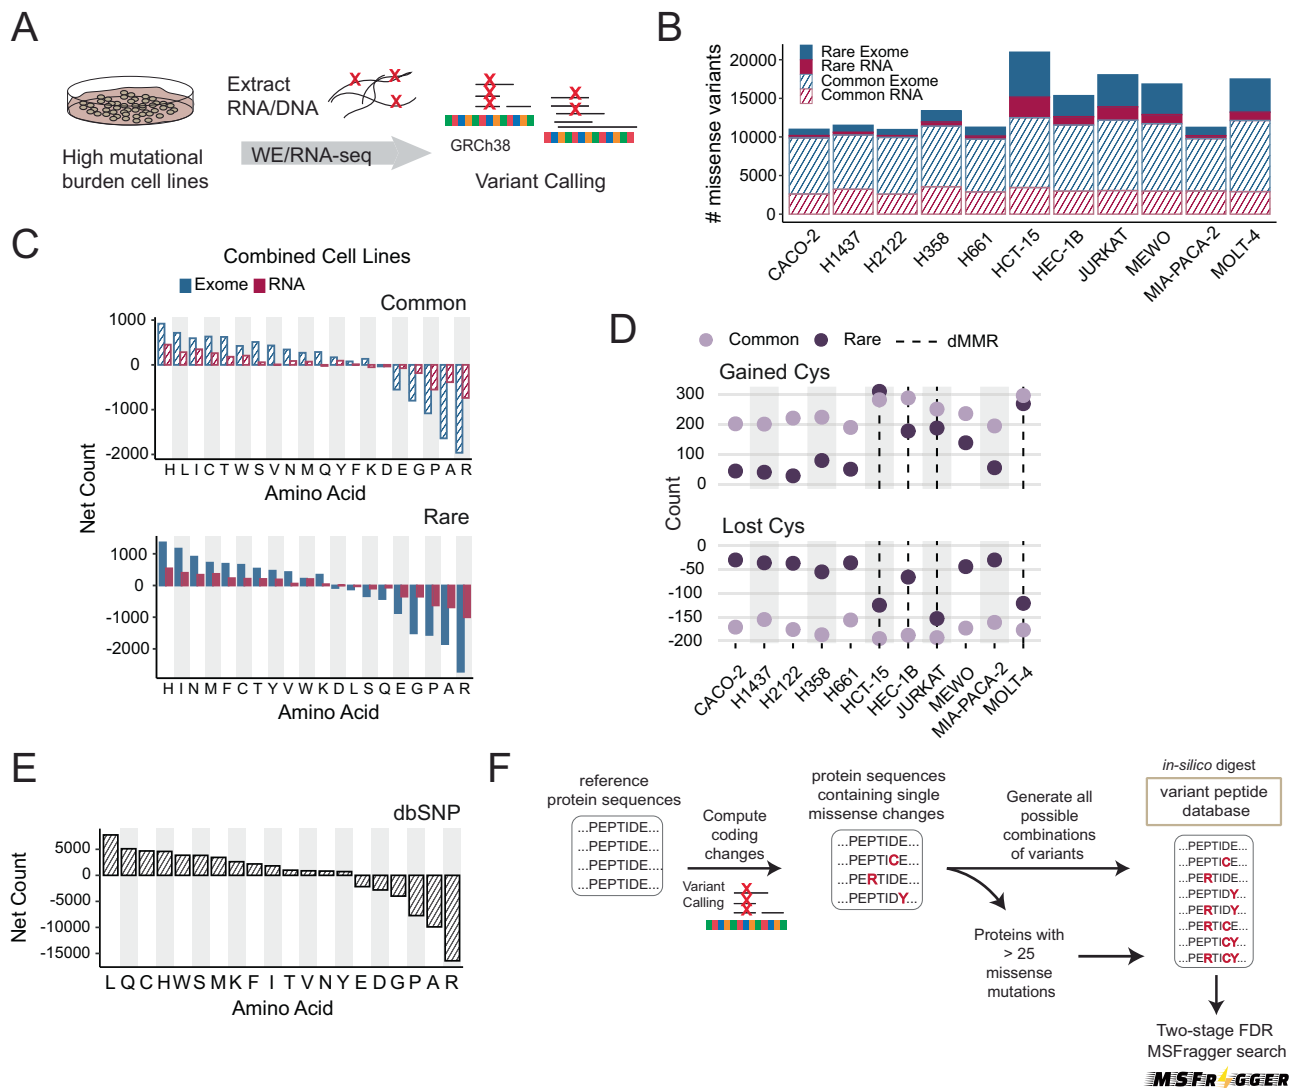 A
Extract
RNA/DNA
WE/RNA-seq
High mutational
burden cell lines
GRCh38
Variant Calling
B
# missense variants
20000
15000
10000
5000
0
Rare Exome
Rare RNA
Common Exome
Common RNA
CACO-2
H1437
H2122
H358
H661
HCT-15
HEC-1B
JURKAT
MEWO
MIA-PACA-2
MOLT-4
C
Combined Cell Lines
Exome RNA
Common
1000
0
-1000
-2000
H L I C T W S V N M Q Y F K D E G P A R
Amino Acid
Net Count
Rare
1000
0
-1000
-2000
H I N M F C T Y V W K D L S Q E G P A R
Amino Acid
D
Common Rare dMMR
Gained Cys
300
200
100
0
Count
Lost Cys
0
-50
-100
-150
-200
CACO-2
H1437
H2122
H358
H661
HCT-15
HEC-1B
JURKAT
MEWO
MIA-PACA-2
MOLT-4
E
dbSNP
Net Count
5000
0
-5000
-10000
-15000
L Q C H W S M K F I T V N Y E D G P A R
Amino Acid
F
reference
protein sequences
...PEPTIDE...
...PEPTIDE...
...PEPTIDE....
...PEPTIDE...
Compute
coding
changes
Variant
Calling
X
X
X
protein sequences
containing single
missense changes
...PEPTIDE...
...PEPTICE...
...PERTIDE...
...PEPTIDY...
Generate all
possible
combinations
of variants
Proteins with
> 25
missense
mutations
in-silico digest
variant peptide
database
...PEPTIDE...
...PEPTICE...
...PERTIDE...
...PEPTIDY...
...PERTIDY...
...PERTICE...
...PEPTICY...
...PERTICY...
Two-stage FDR
MSFragger search
MSFRAGGER